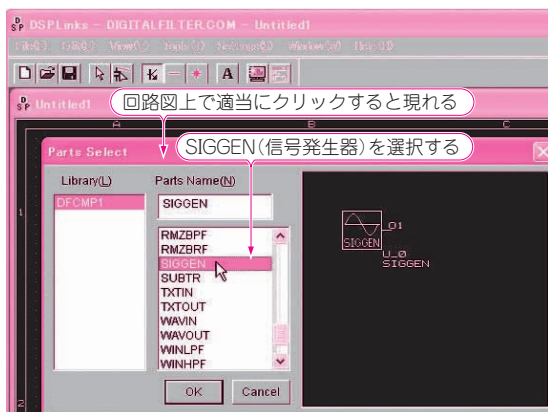 DSPLinks - DIGITALFILTER.COM - Untitled1
Untitled1
回路図上で適当にクリックすると現れる
A B C
Parts Select
SIGGEN(信号発生器)を選択する
Library(L) Parts Name(N)
DFCMP1
SIGGEN
1
RMZBPF
RMZBRF
SIGGEN
SUBTR
TXTIN
TXTOUT
WAVIN
WAVOUT
WINLPF
WINHPF
O1
SIGGEN
U_0
SIGGEN
OK Cancel
2